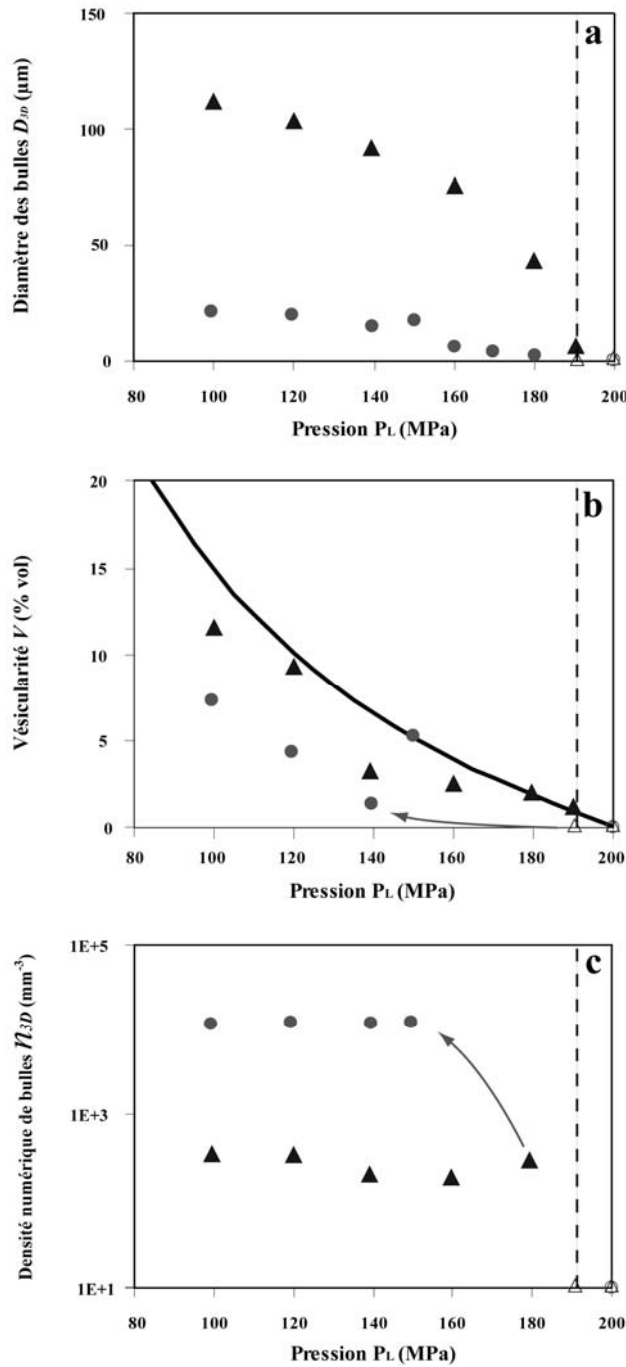 a
150
100
50
0
Diamètre des bulles D3D (µm)
80 100 120 140 160 180 200
Pression PL (MPa)
b
20
15
10
5
0
Vésicularité V (% vol)
80 100 120 140 160 180 200
Pression PL (MPa)
c
1E+5
1E+3
1E+1
Densité numérique de bulles n3D (mm-3)
80 100 120 140 160 180 200
Pression PL (MPa)